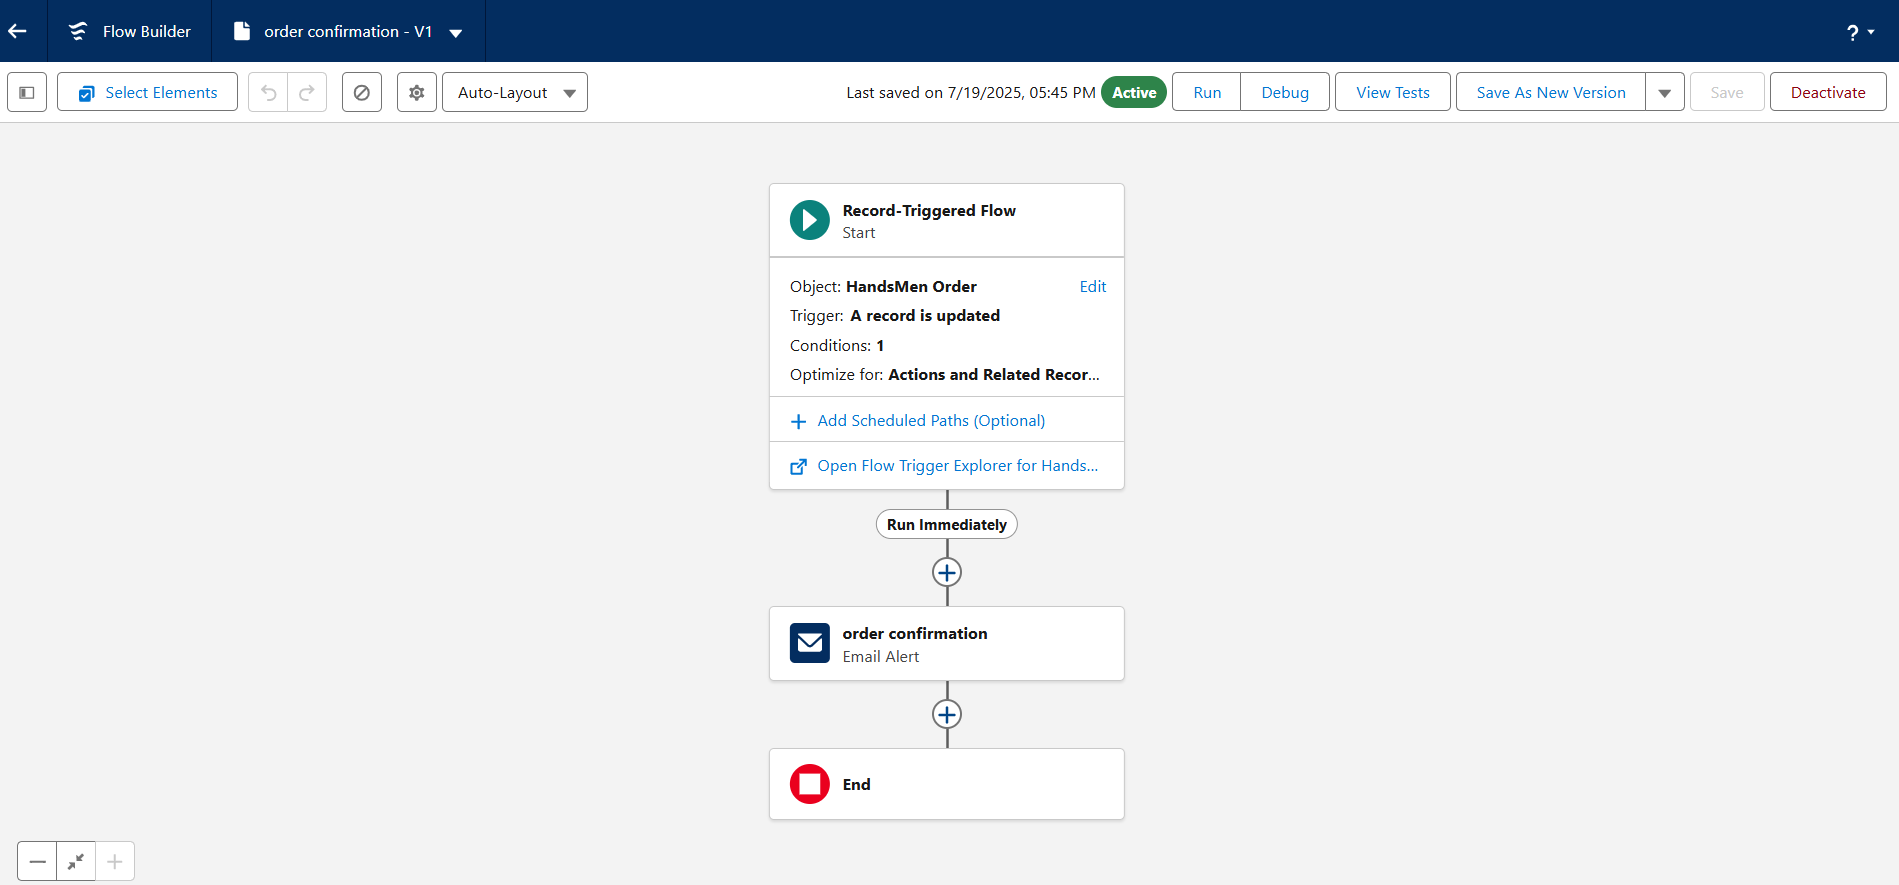 Flow Builder
order confirmation - V1
?
Select Elements
Auto-Layout
Last saved on 7/19/2025, 05:45 PM
Active
Run
Debug
View Tests
Save As New Version
Save
Deactivate
Record-Triggered Flow
Start
Object: HandsMen Order
Edit
Trigger: A record is updated
Conditions: 1
Optimize for: Actions and Related Recor...
Add Scheduled Paths (Optional)
Open Flow Trigger Explorer for Hands...
Run Immediately
order confirmation
Email Alert
End